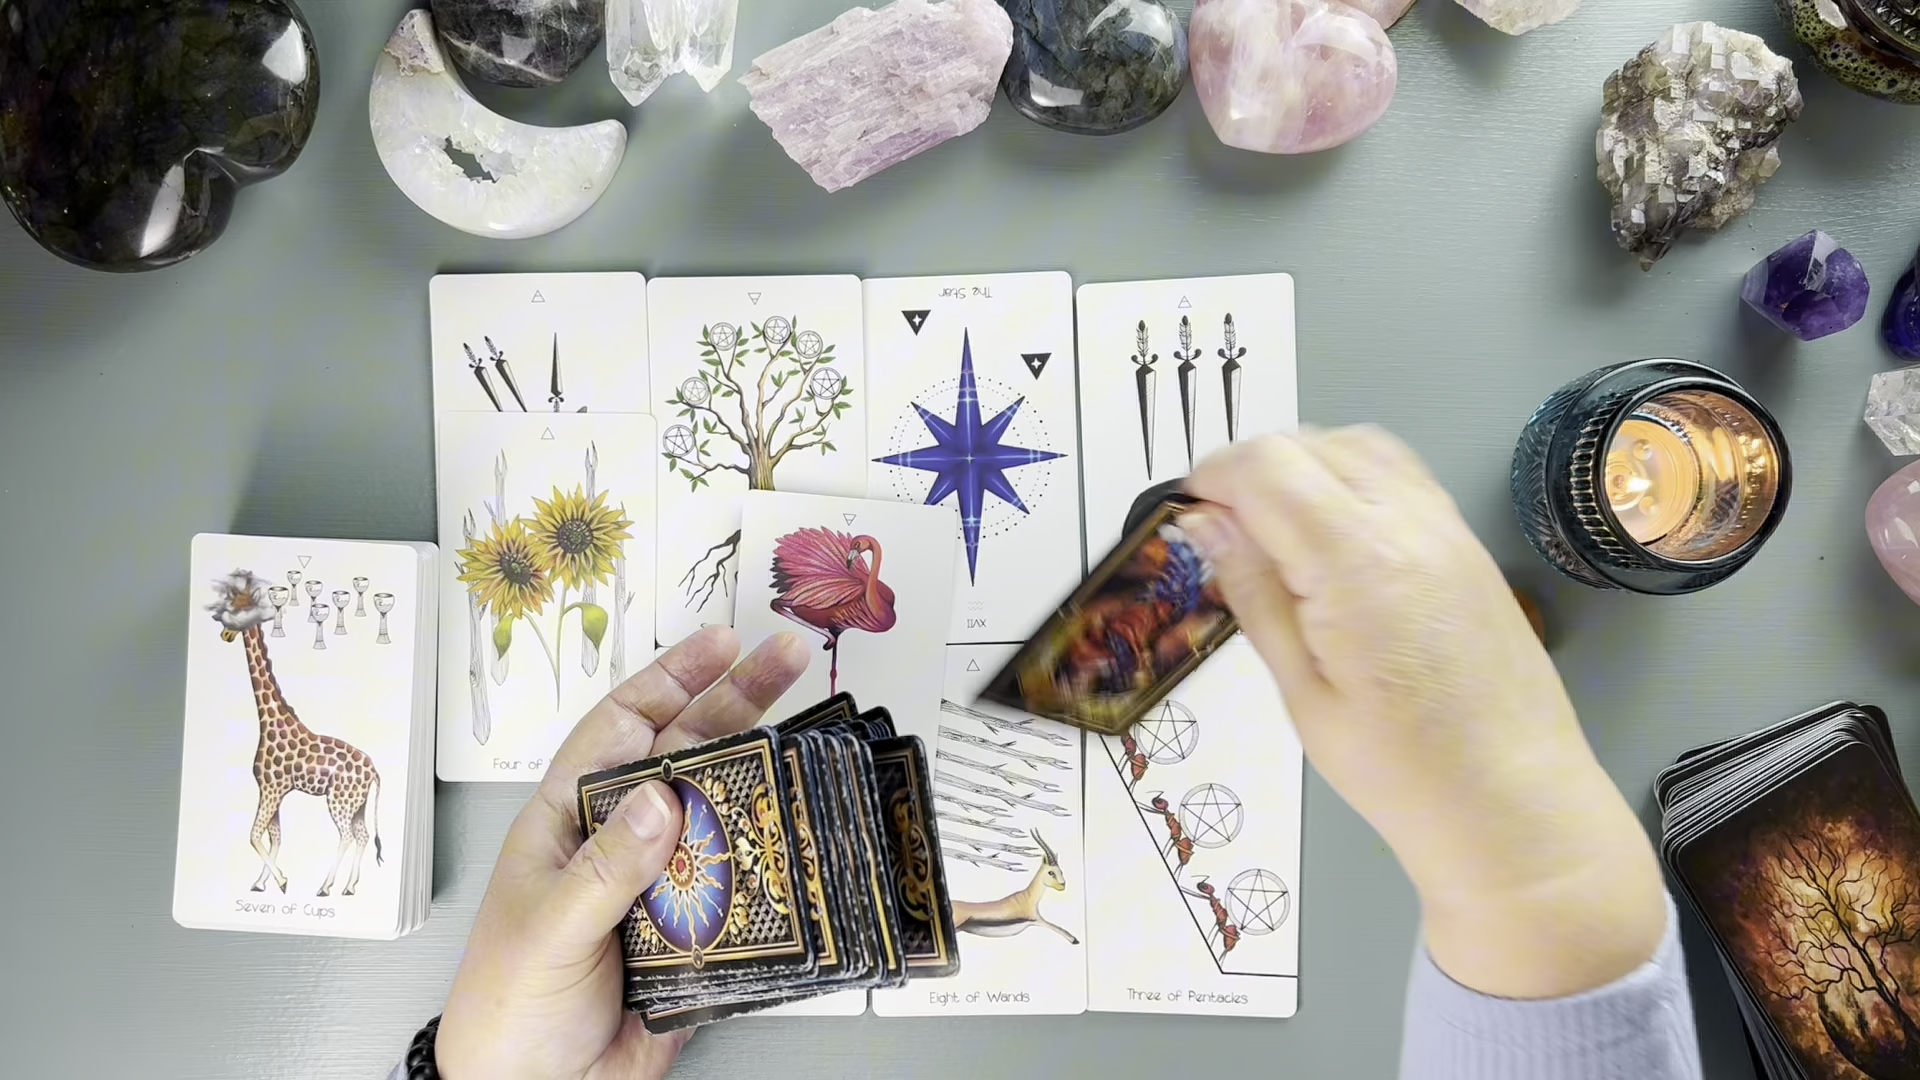 The Star
XVII
Four of
Seven of Cups
Eight of Wands
Three of Pentacles